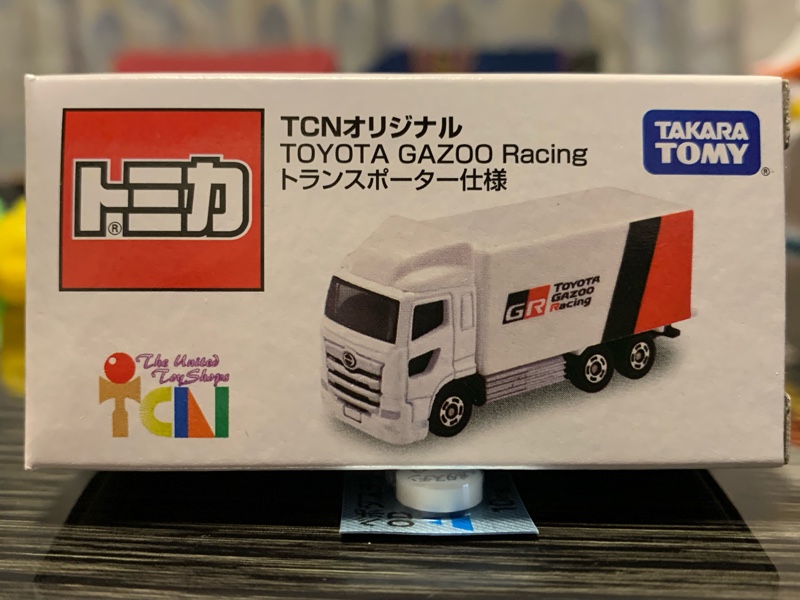 トミカ®
TCNオリジナル
TOYOTA GAZOO Racing
トランスポーター仕様
TAKARA
TOMY®
GR
TOYOTA
GAZOO
Racing
The United
ToyShops
TCN